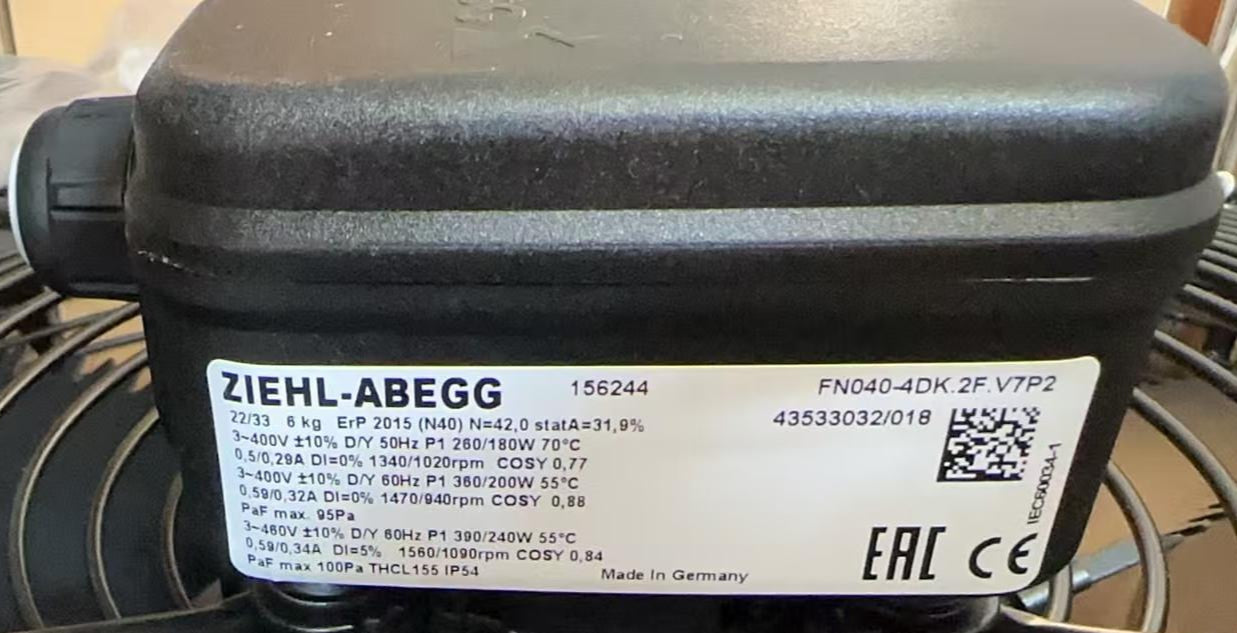 ZIEHL-ABEGG 156244 FN040-4DK.2F.V7P2
22/33 6 kg ErP 2015 (N40) N=42,0 statA=31,9% 43533032/018
3~400V ±10% D/Y 50Hz P1 260/180W 70°C
0,5/0,29A DI=0% 1340/1020rpm COSY 0,77
3~400V ±10% D/Y 60Hz P1 360/200W 55°C
0,59/0,32A DI=0% 1470/940rpm COSY 0,88
PaF max. 95Pa
3~460V ±10% D/Y 60Hz P1 390/240W 55°C
0,59/0,34A DI=5% 1560/1090rpm COSY 0,84
PaF max 100Pa THCL155 IP54
Made In Germany
IEC60034-1
EAC CE